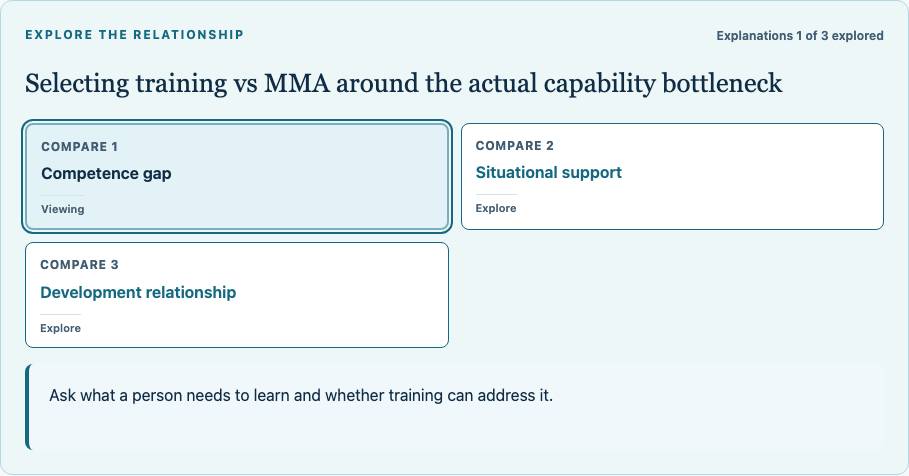 EXPLORE THE RELATIONSHIP
Explanations 1 of 3 explored
Selecting training vs MMA around the actual capability bottleneck
COMPARE 1
Competence gap
Viewing
COMPARE 2
Situational support
Explore
COMPARE 3
Development relationship
Explore
Ask what a person needs to learn and whether training can address it.